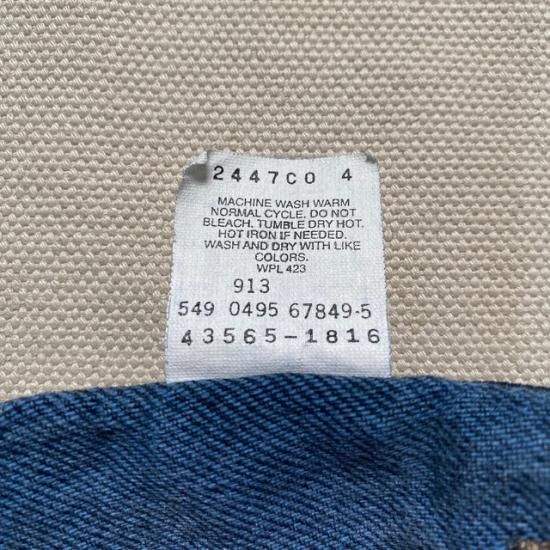 2447CO 4
MACHINE WASH WARM
NORMAL CYCLE. DO NOT
BLEACH. TUMBLE DRY HOT.
HOT IRON IF NEEDED.
WASH AND DRY WITH LIKE
COLORS.
WPL 423
913
549 0495 67849-5
43565-1816